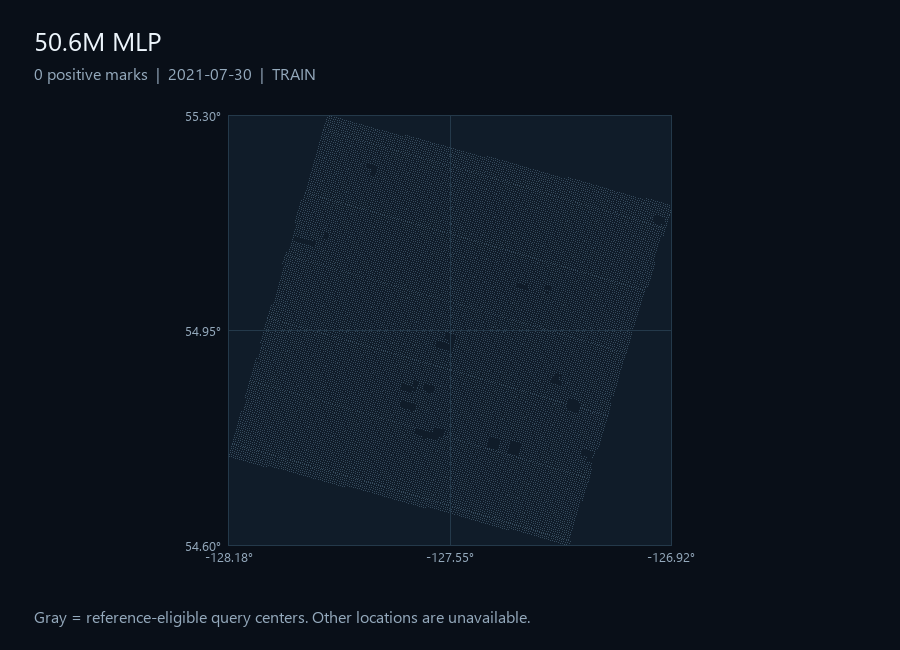 50.6M MLP
0 positive marks | 2021-07-30 | TRAIN
55.30°
54.95°
54.60°
-128.18°
-127.55°
-126.92°
Gray = reference-eligible query centers. Other locations are unavailable.